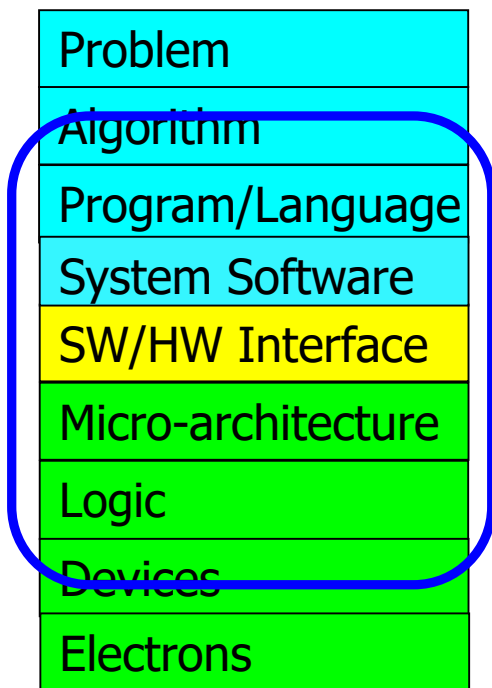 Problem
Algorithm
Program/Language
System Software
SW/HW Interface
Micro-architecture
Logic
Devices
Electrons